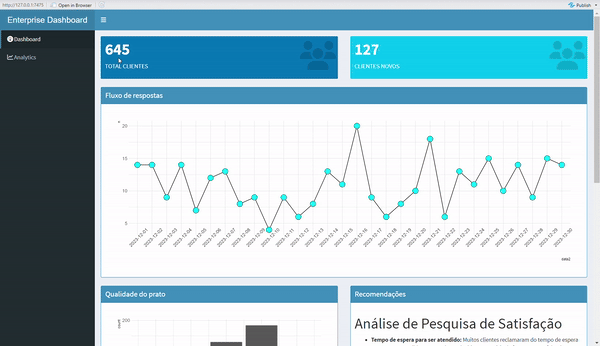 http://127.0.0.1:7475
Open in Browser
Publish
Enterprise Dashboard
Dashboard
Analytics
645
TOTAL CLIENTES
127
CLIENTES NOVOS
Fluxo de respostas
20
15
10
5
2023-12-01 2023-12-02 2023-12-03 2023-12-04 2023-12-05 2023-12-06 2023-12-07 2023-12-08 2023-12-09 2023-12-10 2023-12-11 2023-12-12 2023-12-13 2023-12-14 2023-12-15 2023-12-16 2023-12-17 2023-12-18 2023-12-19 2023-12-20 2023-12-21 2023-12-22 2023-12-23 2023-12-24 2023-12-25 2023-12-26 2023-12-27 2023-12-28 2023-12-29 2023-12-30
Qualidade do prato
200
count
Recomendações
Análise de Pesquisa de Satisfação
Tempo de espera para ser atendido: Muitos clientes reclamaram do tempo de espera